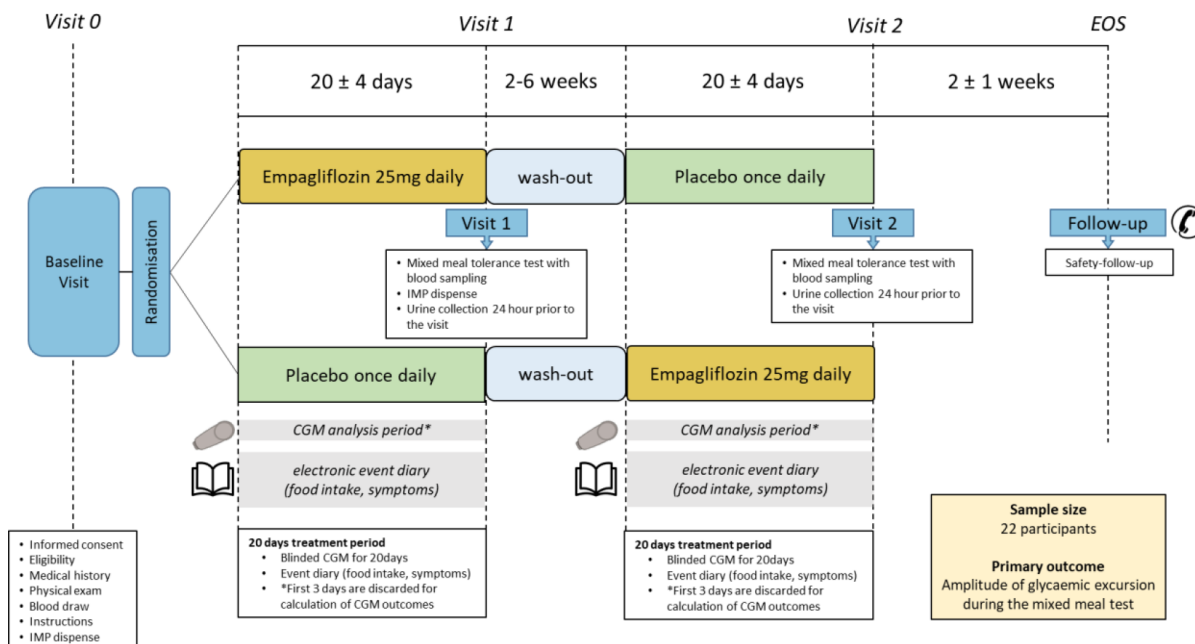 Visit 0
Visit 1
Visit 2
EOS
20 ± 4 days
2-6 weeks
20 ± 4 days
2 ± 1 weeks
Baseline
Visit
Randomisation
Empagliflozin 25mg daily
wash-out
Placebo once daily
Visit 1
• Mixed meal tolerance test with
blood sampling
• IMP dispense
• Urine collection 24 hour prior to
the visit
Visit 2
• Mixed meal tolerance test with
blood sampling
• Urine collection 24 hour prior to
the visit
Follow-up
Safety-follow-up
Placebo once daily
wash-out
Empagliflozin 25mg daily
CGM analysis period*
electronic event diary
(food intake, symptoms)
CGM analysis period*
electronic event diary
(food intake, symptoms)
• Informed consent
• Eligibility
• Medical history
• Physical exam
• Blood draw
• Instructions
• IMP dispense
20 days treatment period
• Blinded CGM for 20days
• Event diary (food intake, symptoms)
• *First 3 days are discarded for
calculation of CGM outcomes
20 days treatment period
• Blinded CGM for 20days
• Event diary (food intake, symptoms)
• *First 3 days are discarded for
calculation of CGM outcomes
Sample size
22 participants
Primary outcome
Amplitude of glycaemic excursion
during the mixed meal test